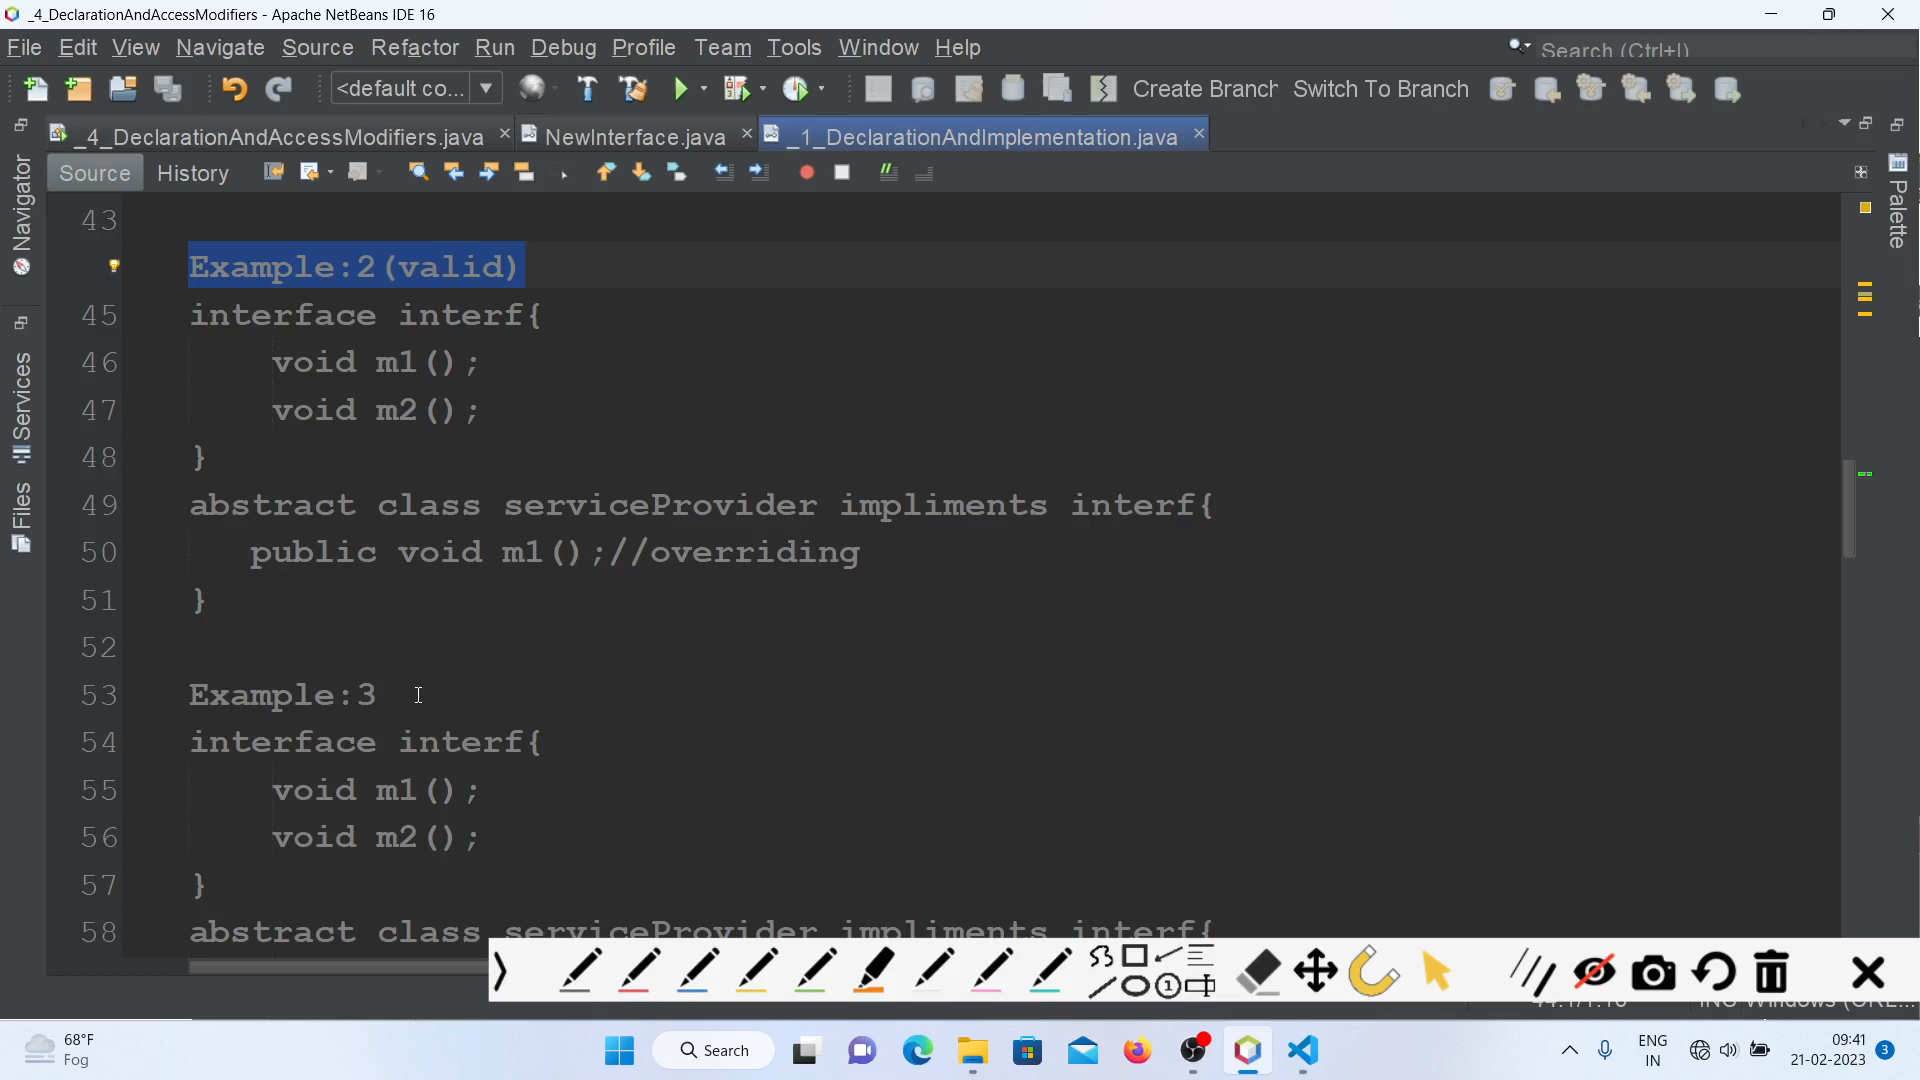 _4_DeclarationAndAccessModifiers - Apache NetBeans IDE 16
File Edit View Navigate Source Refactor Run Debug Profile Team Tools Window Help
Search (Ctrl+I)
<default co...
Create Branch Switch To Branch
_4_DeclarationAndAccessModifiers.java
NewInterface.java
_1_DeclarationAndImplementation.java
Source History
Navigator
Services
Files
Palette
43
Example:2(valid)
45 interface interf{
46 void m1();
47 void m2();
48 }
49 abstract class serviceProvider impliments interf{
50 public void m1();//overriding
51 }
52
53 Example:3
54 interface interf{
55 void m1();
56 void m2();
57 }
58 abstract class serviceProvider impliments interf{
1
68°F
Fog
Search
ENG
IN
09:41
21-02-2023
3